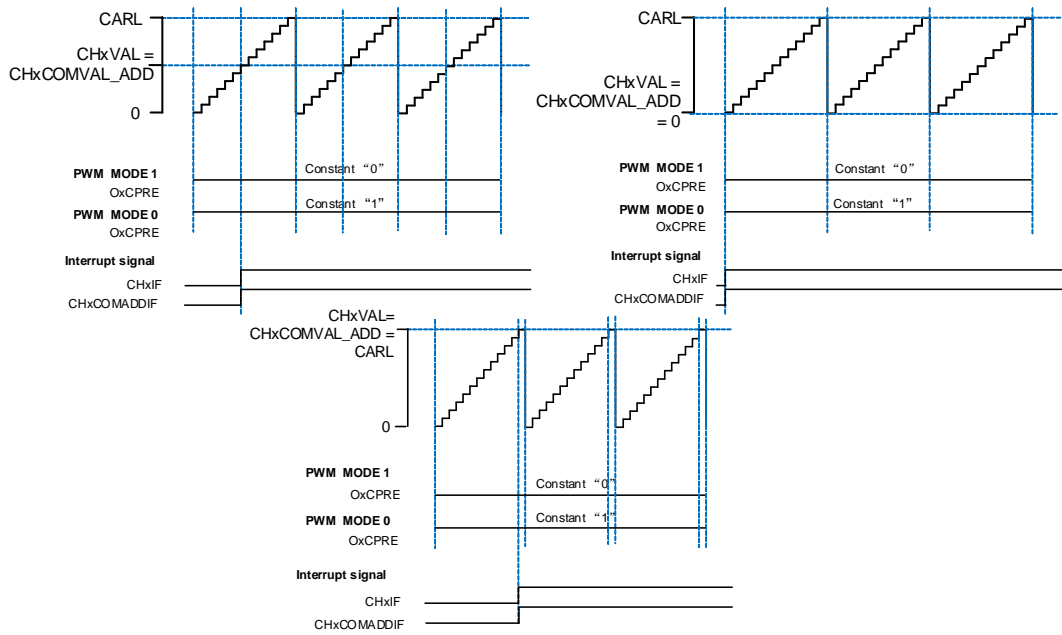 CARL
CHxVAL =
CHxCOMVAL_ADD
0
PWM MODE 1
OxCPRE
Constant “0”
PWM MODE 0
OxCPRE
Constant “1”
Interrupt signal
CHxIF
CHxCOMADDIF
CARL
CHxVAL =
CHxCOMVAL_ADD
= 0
PWM MODE 1
OxCPRE
Constant “0”
PWM MODE 0
OxCPRE
Constant “1”
Interrupt signal
CHxIF
CHxCOMADDIF
CHxVAL=
CHxCOMVAL_ADD =
CARL
0
PWM MODE 1
OxCPRE
Constant “0”
PWM MODE 0
OxCPRE
Constant “1”
Interrupt signal
CHxIF
CHxCOMADDIF